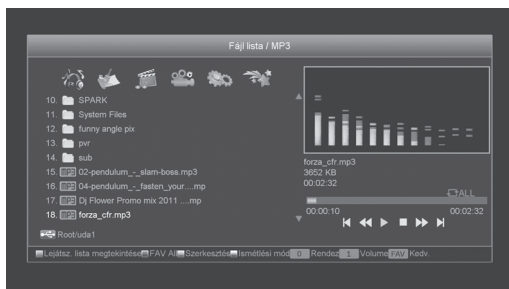 Fájl lista / MP3
10. SPARK
11. System Files
12. funny angle pix
13. pvr
14. sub
15. MP3 02-pendulum_-_slam-boss.mp3
16. MP3 04-pendulum_-_fasten_your....mp
17. MP3 Dj Flower Promo mix 2011 ....mp
18. MP3 forza_cfr.mp3
Root/uda1
forza_cfr.mp3
3652 KB
00:02:32
ALL
00:00:10 00:02:32
Lejátsz. lista megtekintése FAV Al Szerkesztés Ismétlési mód 0 Rendez 1 Volume FAV Kedv.